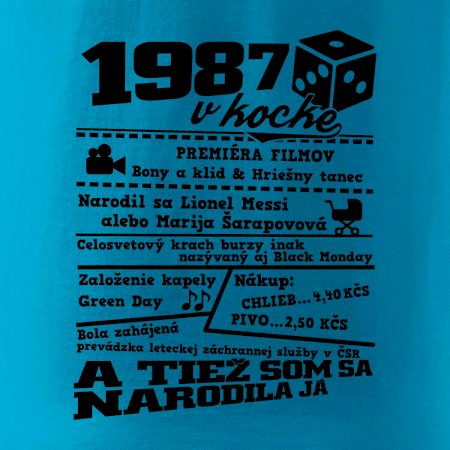 1987
v kocke
PREMIÉRA FILMOV
Bony a klid & Hriešny tanec
Narodil sa Lionel Messi
alebo Marija Šarapovová
Celosvetový krach burzy inak
nazývaný aj Black Monday
Založenie kapely
Green Day
Nákup:
CHLIEB... 4,40 KČS
PIVO...2,50 KČS
Bola zahájená
prevádzka leteckej záchrannej služby v ČSR
A TIEŽ SOM SA
NARODILA JA